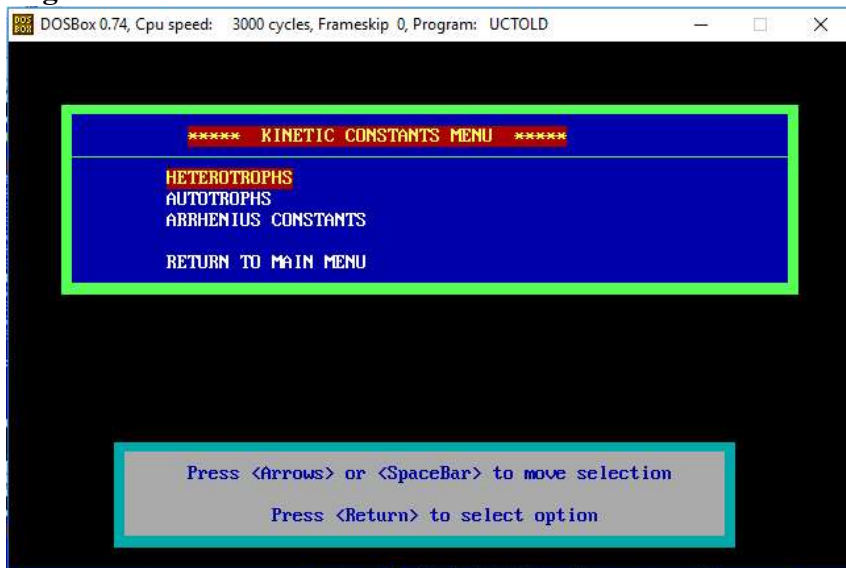 DOSBox 0.74, Cpu speed: 3000 cycles, Frameskip 0, Program: UCTOLD
***** KINETIC CONSTANTS MENU *****
HETEROTROPHS
AUTOTROPHS
ARRHENIUS CONSTANTS
RETURN TO MAIN MENU
Press <Arrows> or <SpaceBar> to move selection
Press <Return> to select option